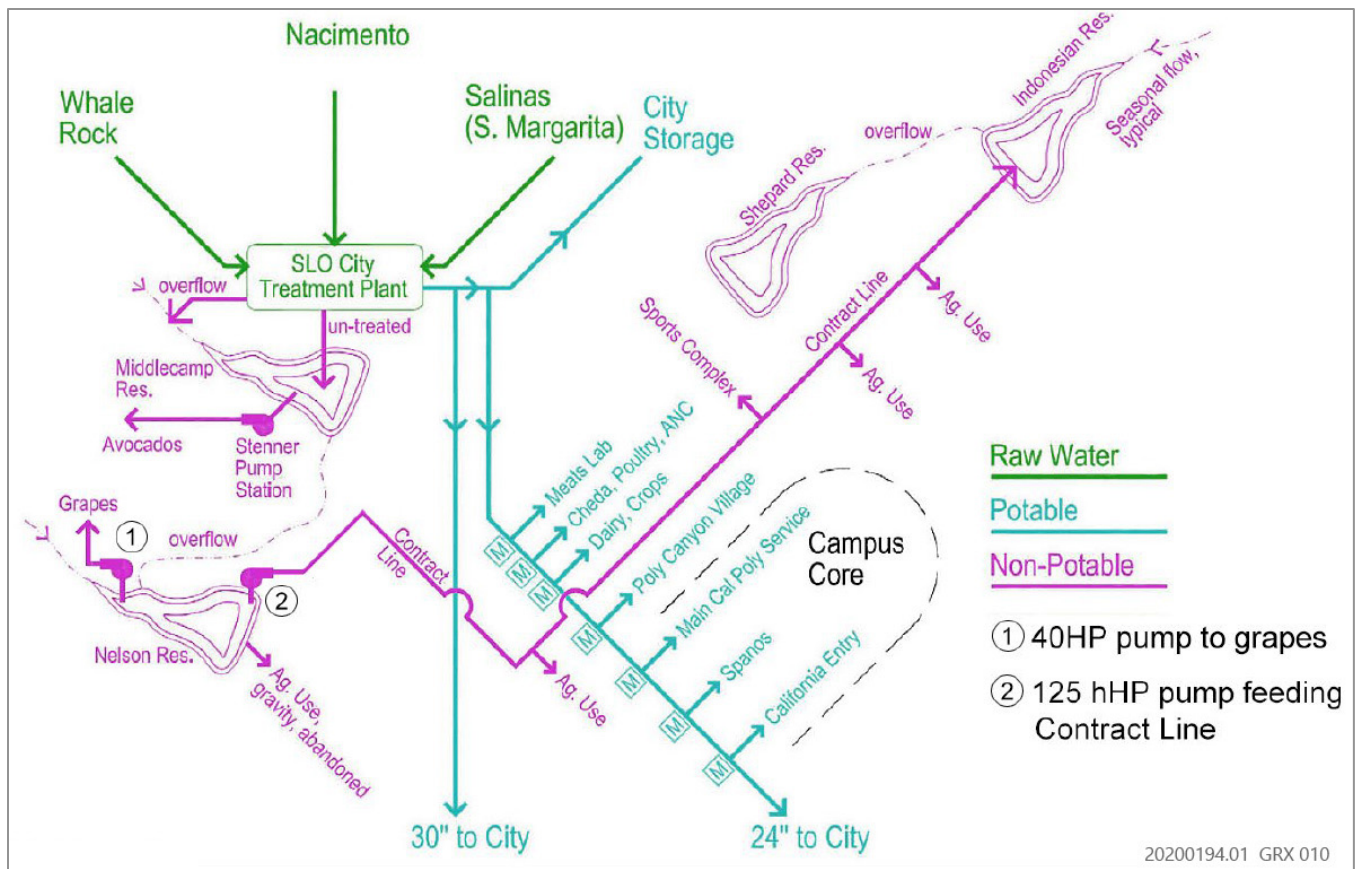 Nacimento
Whale
Rock
Salinas
(S. Margarita)
City
Storage
Indonesian Res.
Seasonal flow,
typical
overflow
Shepard Res.
SLO City
Treatment Plant
overflow
un-treated
Middlecamp
Res.
Avocados
Stenner
Pump
Station
Grapes
1
overflow
2
Nelson Res.
Ag. Use,
gravity, abandoned
Contract
Line
Ag. Use
Sports Complex
Contract Line
Ag. Use
Ag. Use
Meats Lab
Cheda, Poultry, ANC
Dairy, Crops
Poly Canyon Village
Main Cal Poly Service
Spanos
California Entry
M
M
M
M
M
M
M
Campus
Core
30" to City
24" to City
Raw Water
Potable
Non-Potable
1 40HP pump to grapes
2 125 hHP pump feeding
Contract Line
20200194.01 GRX 010